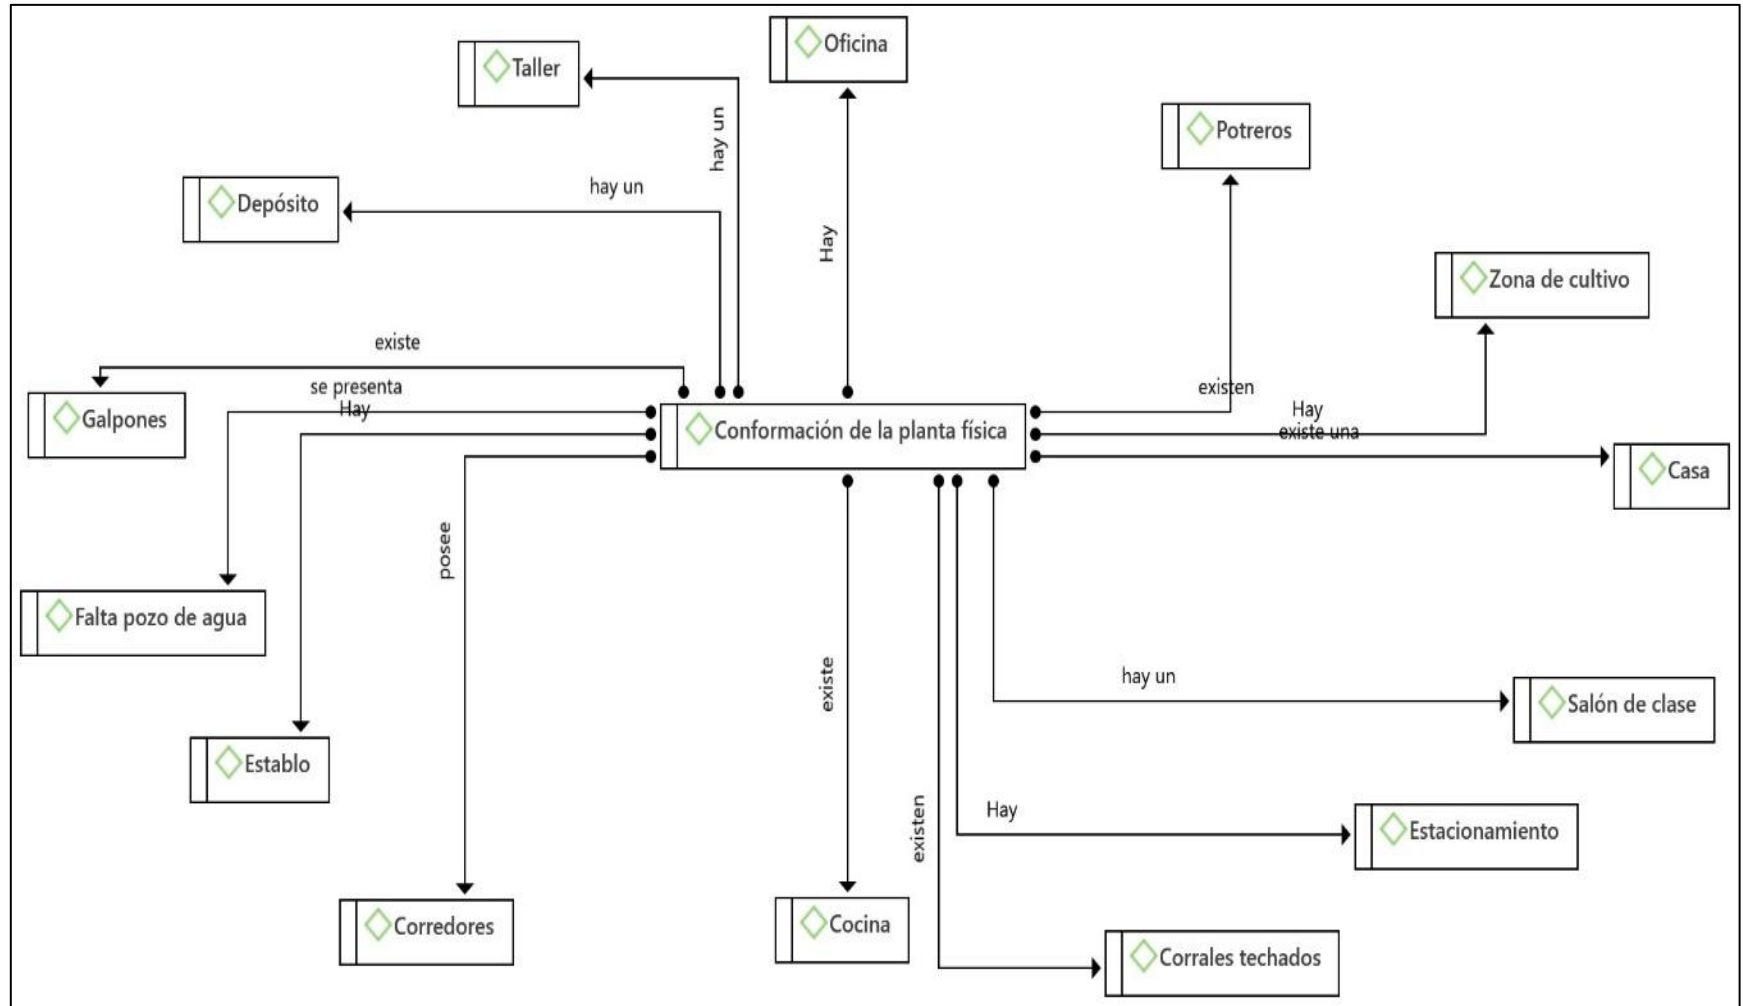 Oficina
Taller
hay un
Potreros
hay un
Depósito
Hay
Zona de cultivo
existe
Galpones
se presenta
Hay
existen
Hay
existe una
Conformación de la planta física
Casa
posee
Falta pozo de agua
existe
hay un
Salón de clase
Establo
existen
Hay
Estacionamiento
Corredores
Cocina
Corrales techados